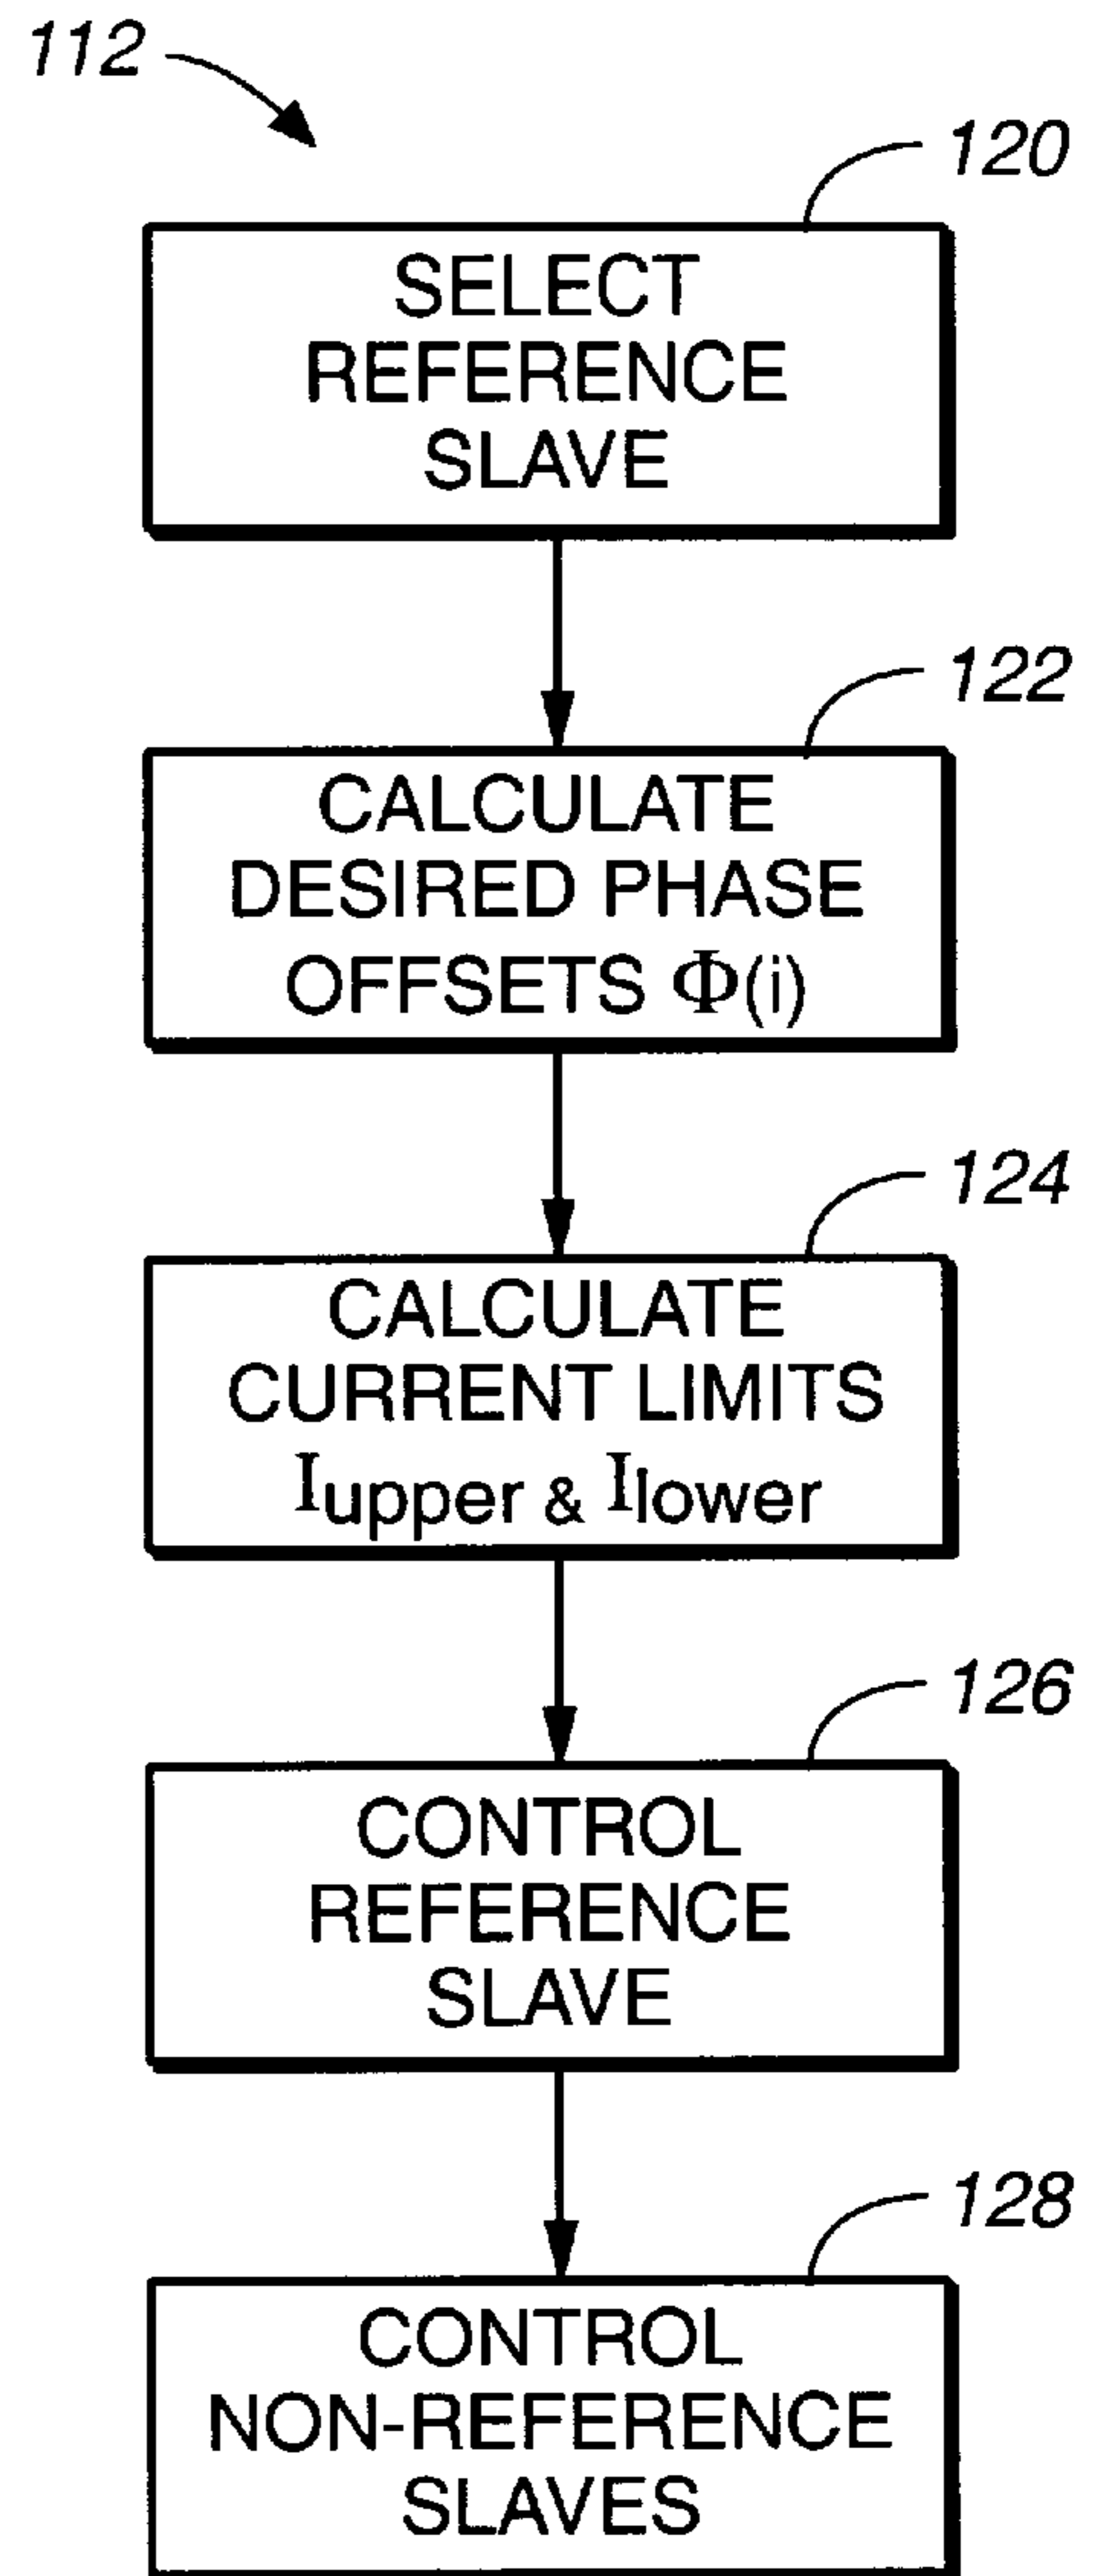 112
120
SELECT
REFERENCE
SLAVE
122
CALCULATE
DESIRED PHASE
OFFSETS Φ(i)
124
CALCULATE
CURRENT LIMITS
Iupper & Ilower
126
CONTROL
REFERENCE
SLAVE
128
CONTROL
NON-REFERENCE
SLAVES